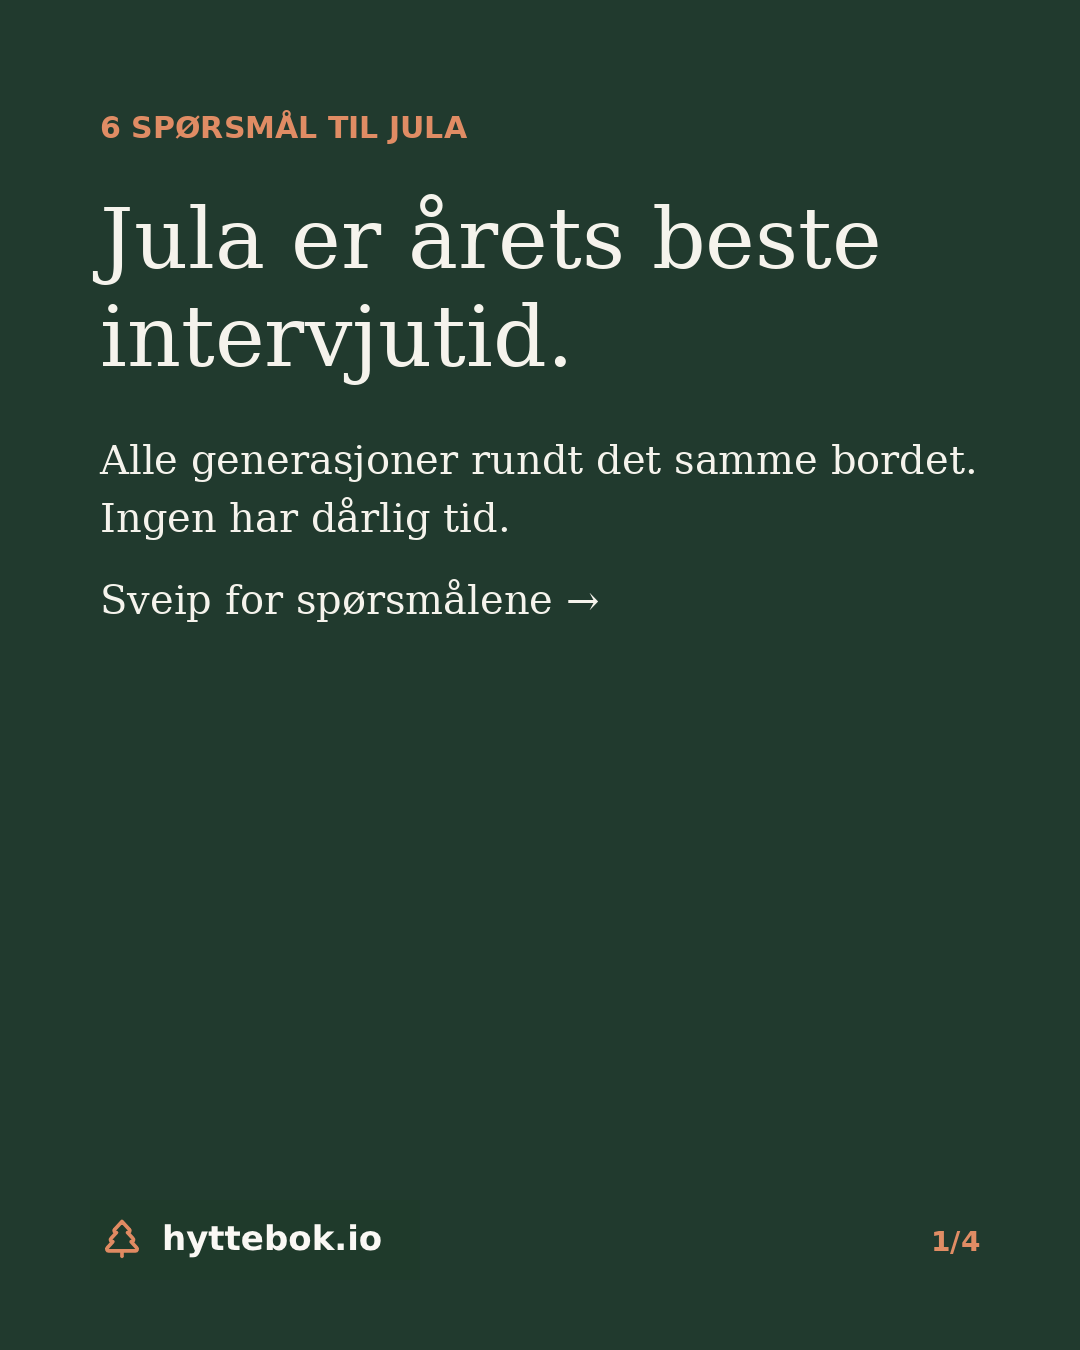 6 SPØRSMÅL TIL JULA
Jula er årets beste
intervjutid.
Alle generasjoner rundt det samme bordet.
Ingen har dårlig tid.
Sveip for spørsmålene →
hyttebok.io
1/4